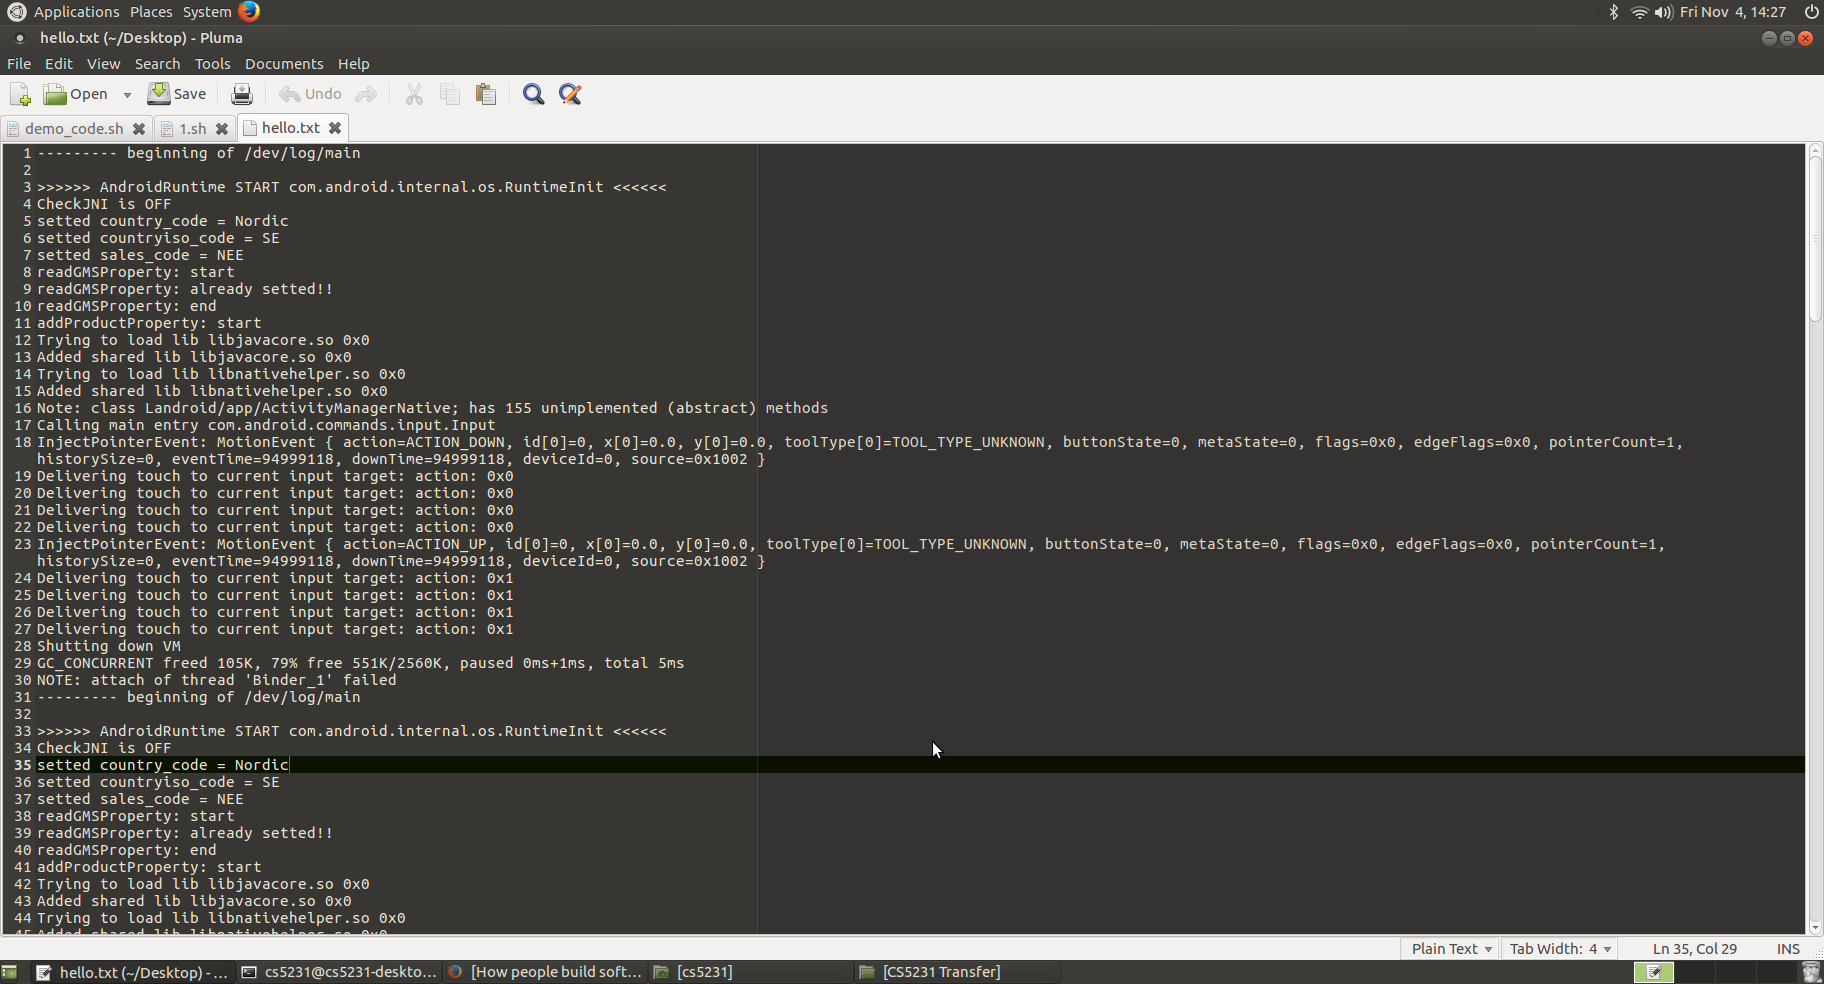 Applications Places System Fri Nov 4, 14:27
hello.txt (~/Desktop) - Pluma
File Edit View Search Tools Documents Help
Open Save Undo
demo_code.sh 1.sh hello.txt
1 --------- beginning of /dev/log/main
2
3 >>>>>> AndroidRuntime START com.android.internal.os.RuntimeInit <<<<<<
4 CheckJNI is OFF
5 setted country_code = Nordic
6 setted countryiso_code = SE
7 setted sales_code = NEE
8 readGMSProperty: start
9 readGMSProperty: already setted!!
10 readGMSProperty: end
11 addProductProperty: start
12 Trying to load lib libjavacore.so 0x0
13 Added shared lib libjavacore.so 0x0
14 Trying to load lib libnativehelper.so 0x0
15 Added shared lib libnativehelper.so 0x0
16 Note: class Landroid/app/ActivityManagerNative; has 155 unimplemented (abstract) methods
17 Calling main entry com.android.commands.input.Input
18 InjectPointerEvent: MotionEvent { action=ACTION_DOWN, id[0]=0, x[0]=0.0, y[0]=0.0, toolType[0]=TOOL_TYPE_UNKNOWN, buttonState=0, metaState=0, flags=0x0, edgeFlags=0x0, pointerCount=1,
historySize=0, eventTime=94999118, downTime=94999118, deviceId=0, source=0x1002 }
19 Delivering touch to current input target: action: 0x0
20 Delivering touch to current input target: action: 0x0
21 Delivering touch to current input target: action: 0x0
22 Delivering touch to current input target: action: 0x0
23 InjectPointerEvent: MotionEvent { action=ACTION_UP, id[0]=0, x[0]=0.0, y[0]=0.0, toolType[0]=TOOL_TYPE_UNKNOWN, buttonState=0, metaState=0, flags=0x0, edgeFlags=0x0, pointerCount=1,
historySize=0, eventTime=94999118, downTime=94999118, deviceId=0, source=0x1002 }
24 Delivering touch to current input target: action: 0x1
25 Delivering touch to current input target: action: 0x1
26 Delivering touch to current input target: action: 0x1
27 Delivering touch to current input target: action: 0x1
28 Shutting down VM
29 GC_CONCURRENT freed 105K, 79% free 551K/2560K, paused 0ms+1ms, total 5ms
30 NOTE: attach of thread 'Binder_1' failed
31 --------- beginning of /dev/log/main
32
33 >>>>>> AndroidRuntime START com.android.internal.os.RuntimeInit <<<<<<
34 CheckJNI is OFF
35 setted country_code = Nordic
36 setted countryiso_code = SE
37 setted sales_code = NEE
38 readGMSProperty: start
39 readGMSProperty: already setted!!
40 readGMSProperty: end
41 addProductProperty: start
42 Trying to load lib libjavacore.so 0x0
43 Added shared lib libjavacore.so 0x0
44 Trying to load lib libnativehelper.so 0x0
45 Added shared lib libnativehelper.so 0x0
Plain Text Tab Width: 4 Ln 35, Col 29 INS
hello.txt (~/Desktop) - ... cs5231@cs5231-deskto... [How people build soft... [cs5231] [CS5231 Transfer]